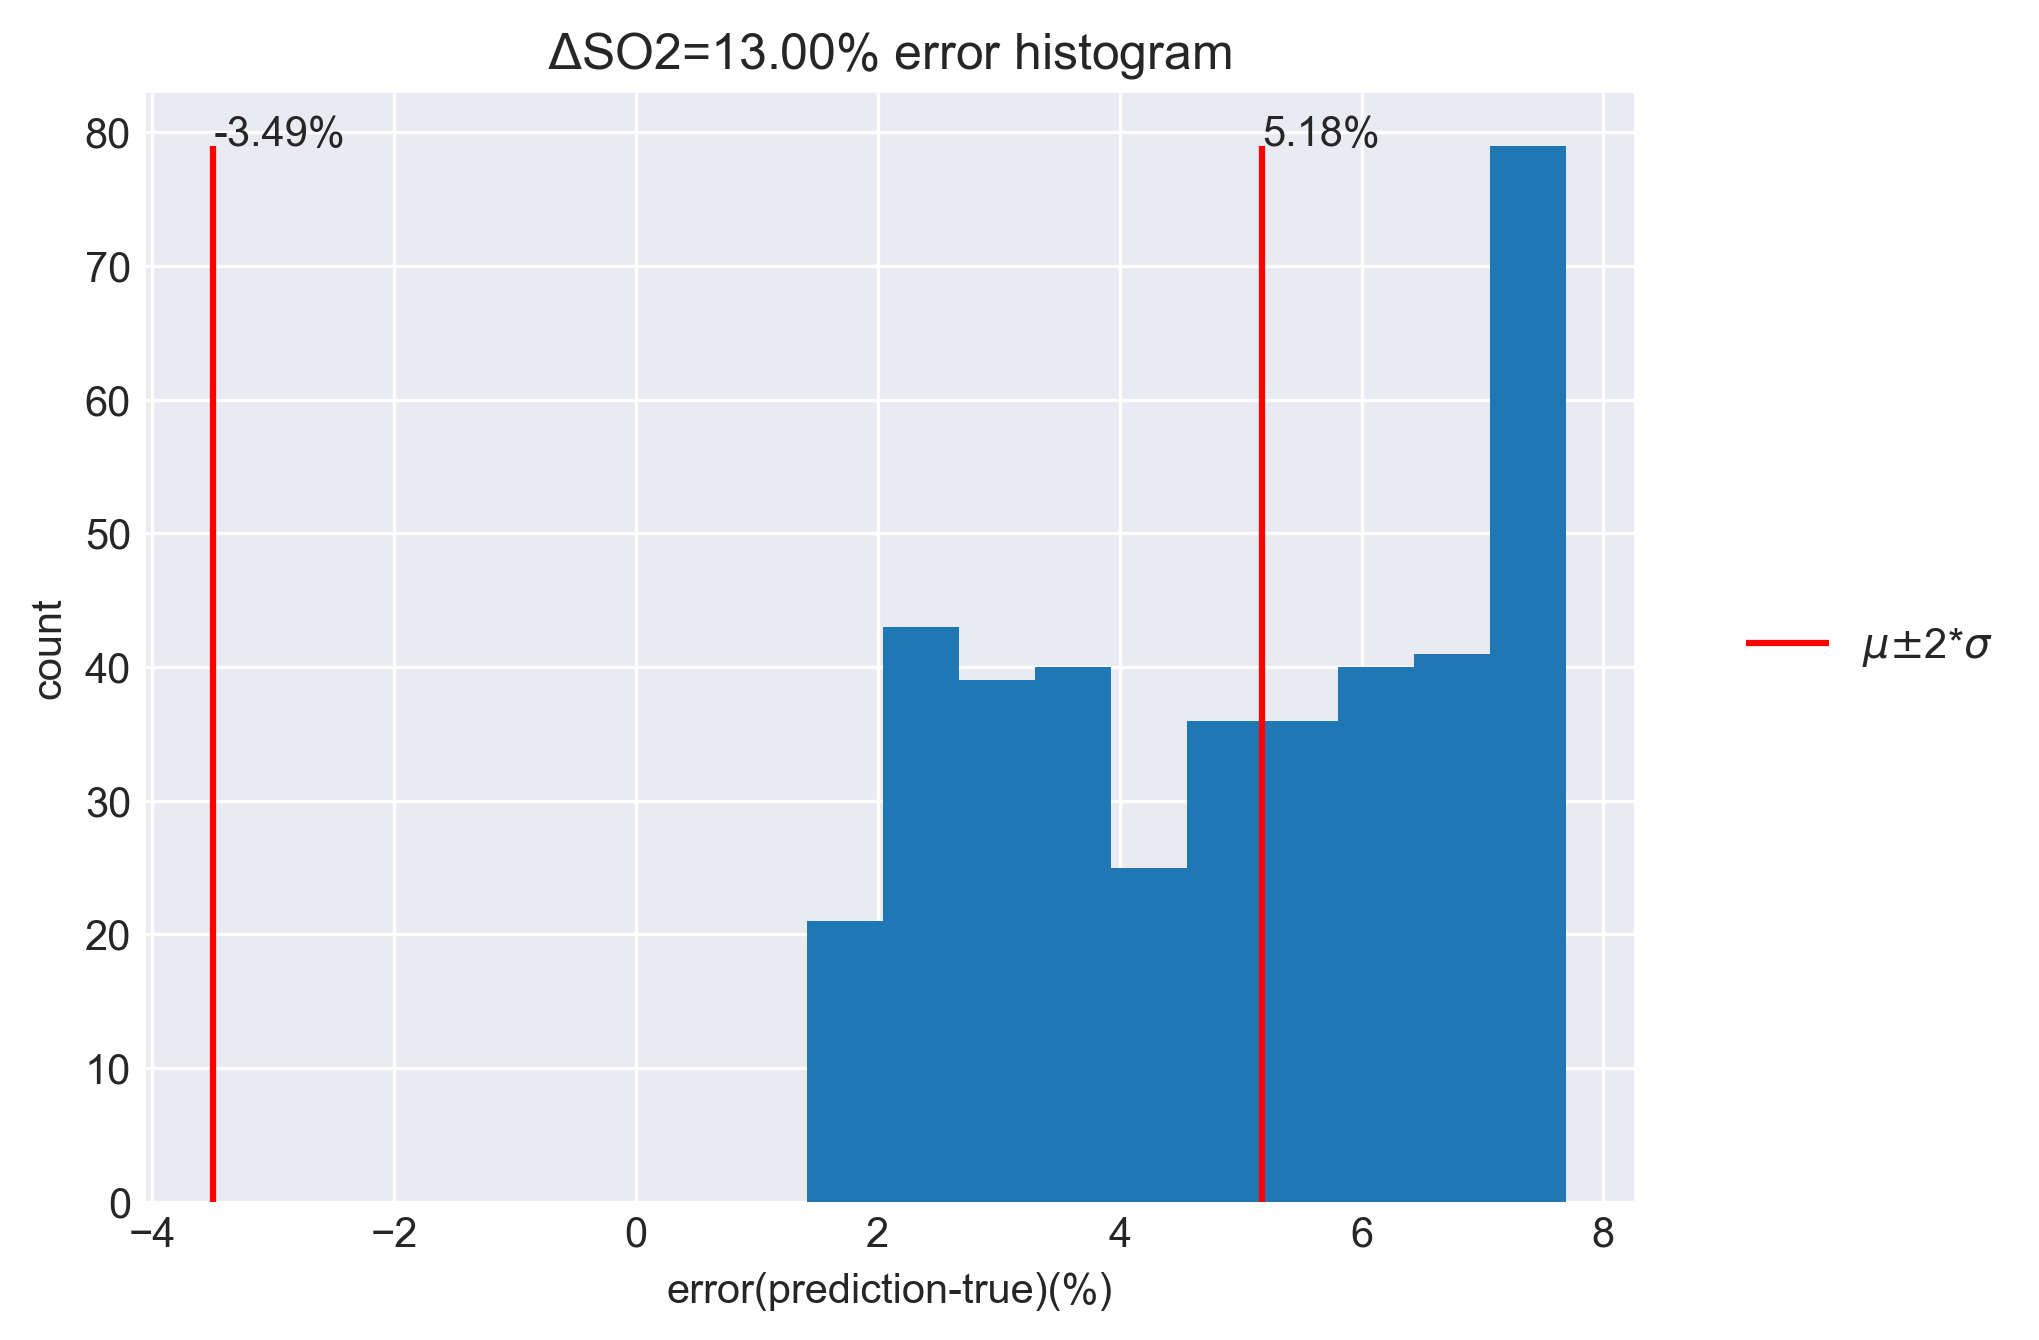 ΔSO2=13.00% error histogram
-3.49%
5.18%
80
70
60
50
40
30
20
10
0
count
−4 −2 0 2 4 6 8
error(prediction-true)(%)
μ±2*σ